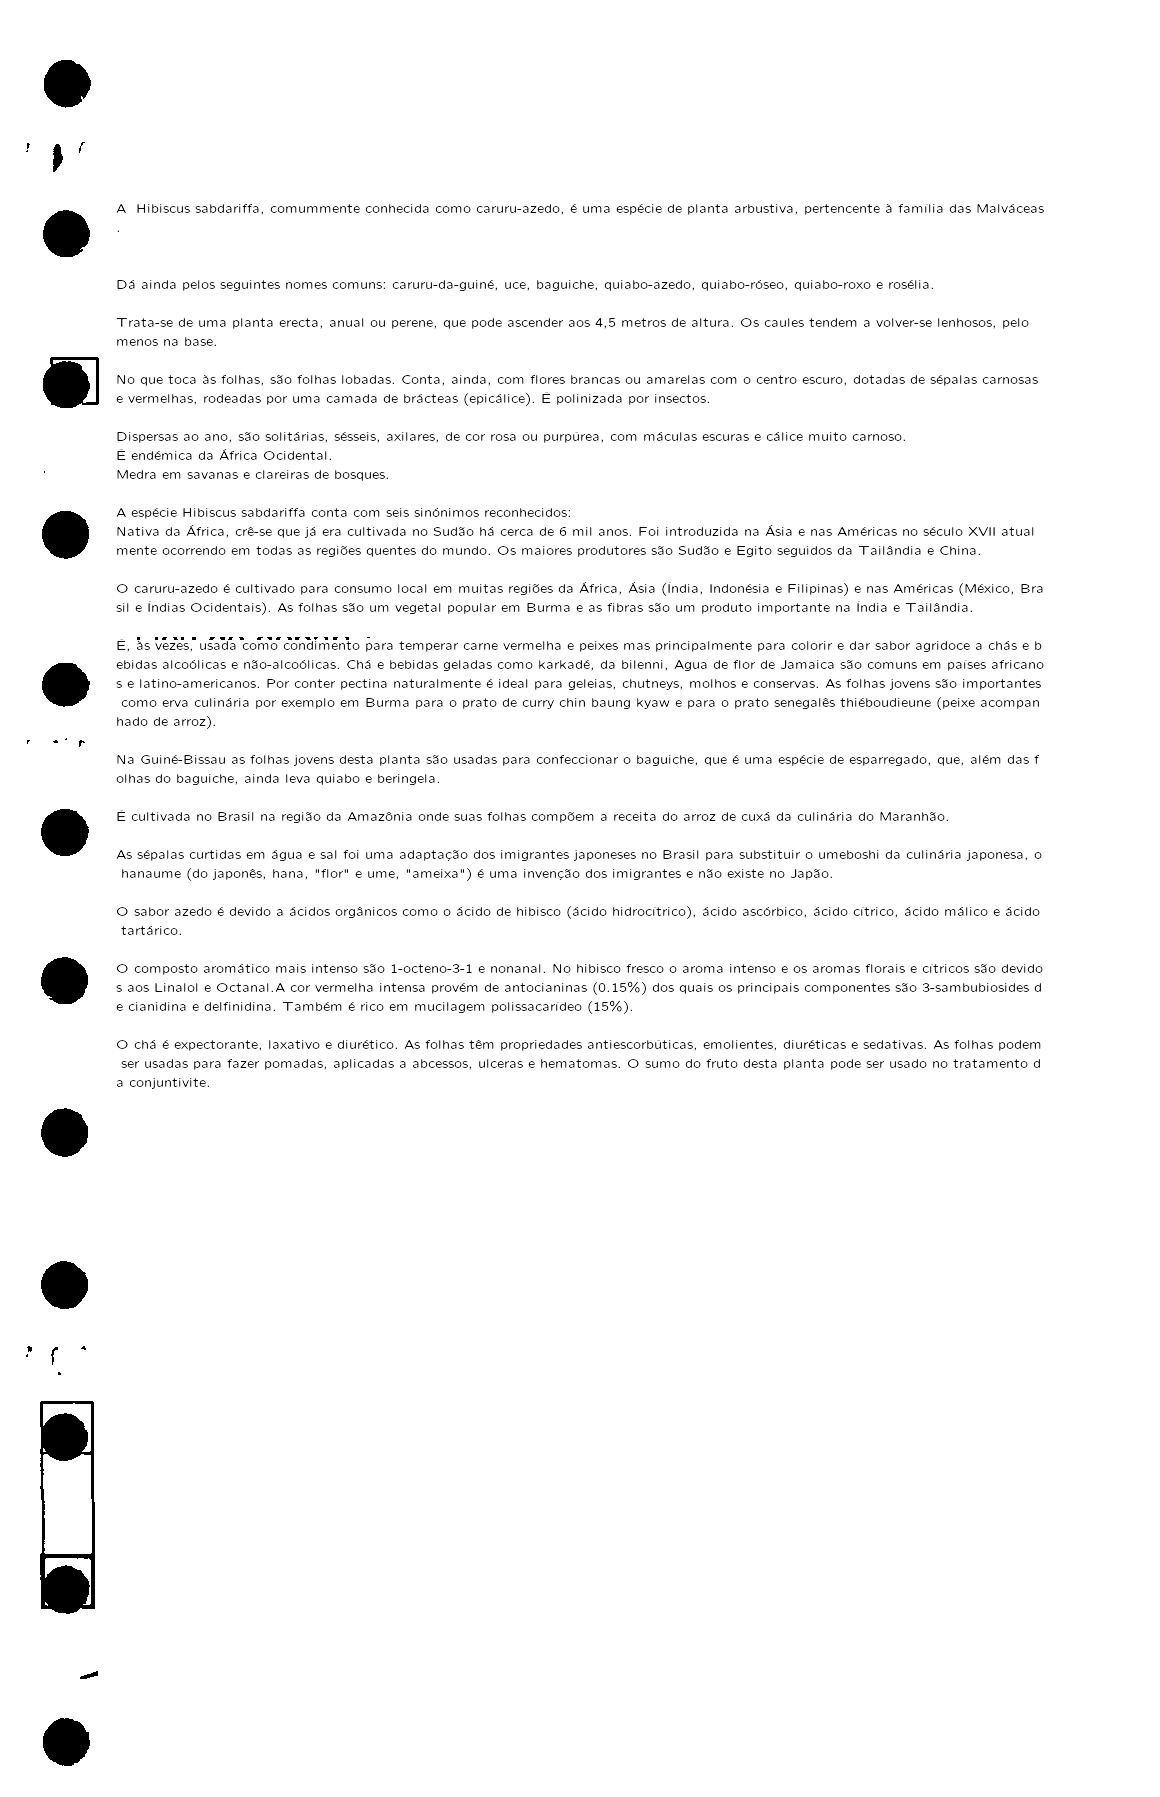 A  Hibiscus sabdariffa, comummente conhecida como caruru-azedo, é uma espécie de planta arbustiva, pertencente à família das Malváceas
.
Dá ainda pelos seguintes nomes comuns: caruru-da-guiné, uce, baguiche, quiabo-azedo, quiabo-róseo, quiabo-roxo e rosélia.
Trata-se de uma planta erecta, anual ou perene, que pode ascender aos 4,5 metros de altura. Os caules tendem a volver-se lenhosos, pelo
menos na base.
No que toca às folhas, são folhas lobadas. Conta, ainda, com flores brancas ou amarelas com o centro escuro, dotadas de sépalas carnosas
e vermelhas, rodeadas por uma camada de brácteas (epicálice). É polinizada por insectos.
Dispersas ao ano, são solitárias, sésseis, axilares, de cor rosa ou purpúrea, com máculas escuras e cálice muito carnoso.
É endémica da África Ocidental.
Medra em savanas e clareiras de bosques.
A espécie Hibiscus sabdariffa conta com seis sinónimos reconhecidos:
Nativa da África, crê-se que já era cultivada no Sudão há cerca de 6 mil anos. Foi introduzida na Ásia e nas Américas no século XVII atual
mente ocorrendo em todas as regiões quentes do mundo. Os maiores produtores são Sudão e Egito seguidos da Tailândia e China.
O caruru-azedo é cultivado para consumo local em muitas regiões da África, Ásia (Índia, Indonésia e Filipinas) e nas Américas (México, Bra
sil e Índias Ocidentais). As folhas são um vegetal popular em Burma e as fibras são um produto importante na Índia e Tailândia.
É, às vezes, usada como condimento para temperar carne vermelha e peixes mas principalmente para colorir e dar sabor agridoce a chás e b
ebidas alcoólicas e não-alcoólicas. Chá e bebidas geladas como karkadé, da bilenni, Agua de flor de Jamaica são comuns em países africano
s e latino-americanos. Por conter pectina naturalmente é ideal para geleias, chutneys, molhos e conservas. As folhas jovens são importantes
como erva culinária por exemplo em Burma para o prato de curry chin baung kyaw e para o prato senegalês thiéboudieune (peixe acompan
hado de arroz).
Na Guiné-Bissau as folhas jovens desta planta são usadas para confeccionar o baguiche, que é uma espécie de esparregado, que, além das f
olhas do baguiche, ainda leva quiabo e beringela.
É cultivada no Brasil na região da Amazônia onde suas folhas compõem a receita do arroz de cuxá da culinária do Maranhão.
As sépalas curtidas em água e sal foi uma adaptação dos imigrantes japoneses no Brasil para substituir o umeboshi da culinária japonesa, o
hanaume (do japonês, hana, "flor" e ume, "ameixa") é uma invenção dos imigrantes e não existe no Japão.
O sabor azedo é devido a ácidos orgânicos como o ácido de hibisco (ácido hidrocítrico), ácido ascórbico, ácido cítrico, ácido málico e ácido
tartárico.
O composto aromático mais intenso são 1-octeno-3-1 e nonanal. No hibisco fresco o aroma intenso e os aromas florais e cítricos são devido
s aos Linalol e Octanal.A cor vermelha intensa provém de antocianinas (0.15%) dos quais os principais componentes são 3-sambubiosides d
e cianidina e delfinidina. Também é rico em mucilagem polissacarídeo (15%).
O chá é expectorante, laxativo e diurético. As folhas têm propriedades antiescorbúticas, emolientes, diuréticas e sedativas. As folhas podem
ser usadas para fazer pomadas, aplicadas a abcessos, ulceras e hematomas. O sumo do fruto desta planta pode ser usado no tratamento d
a conjuntivite.